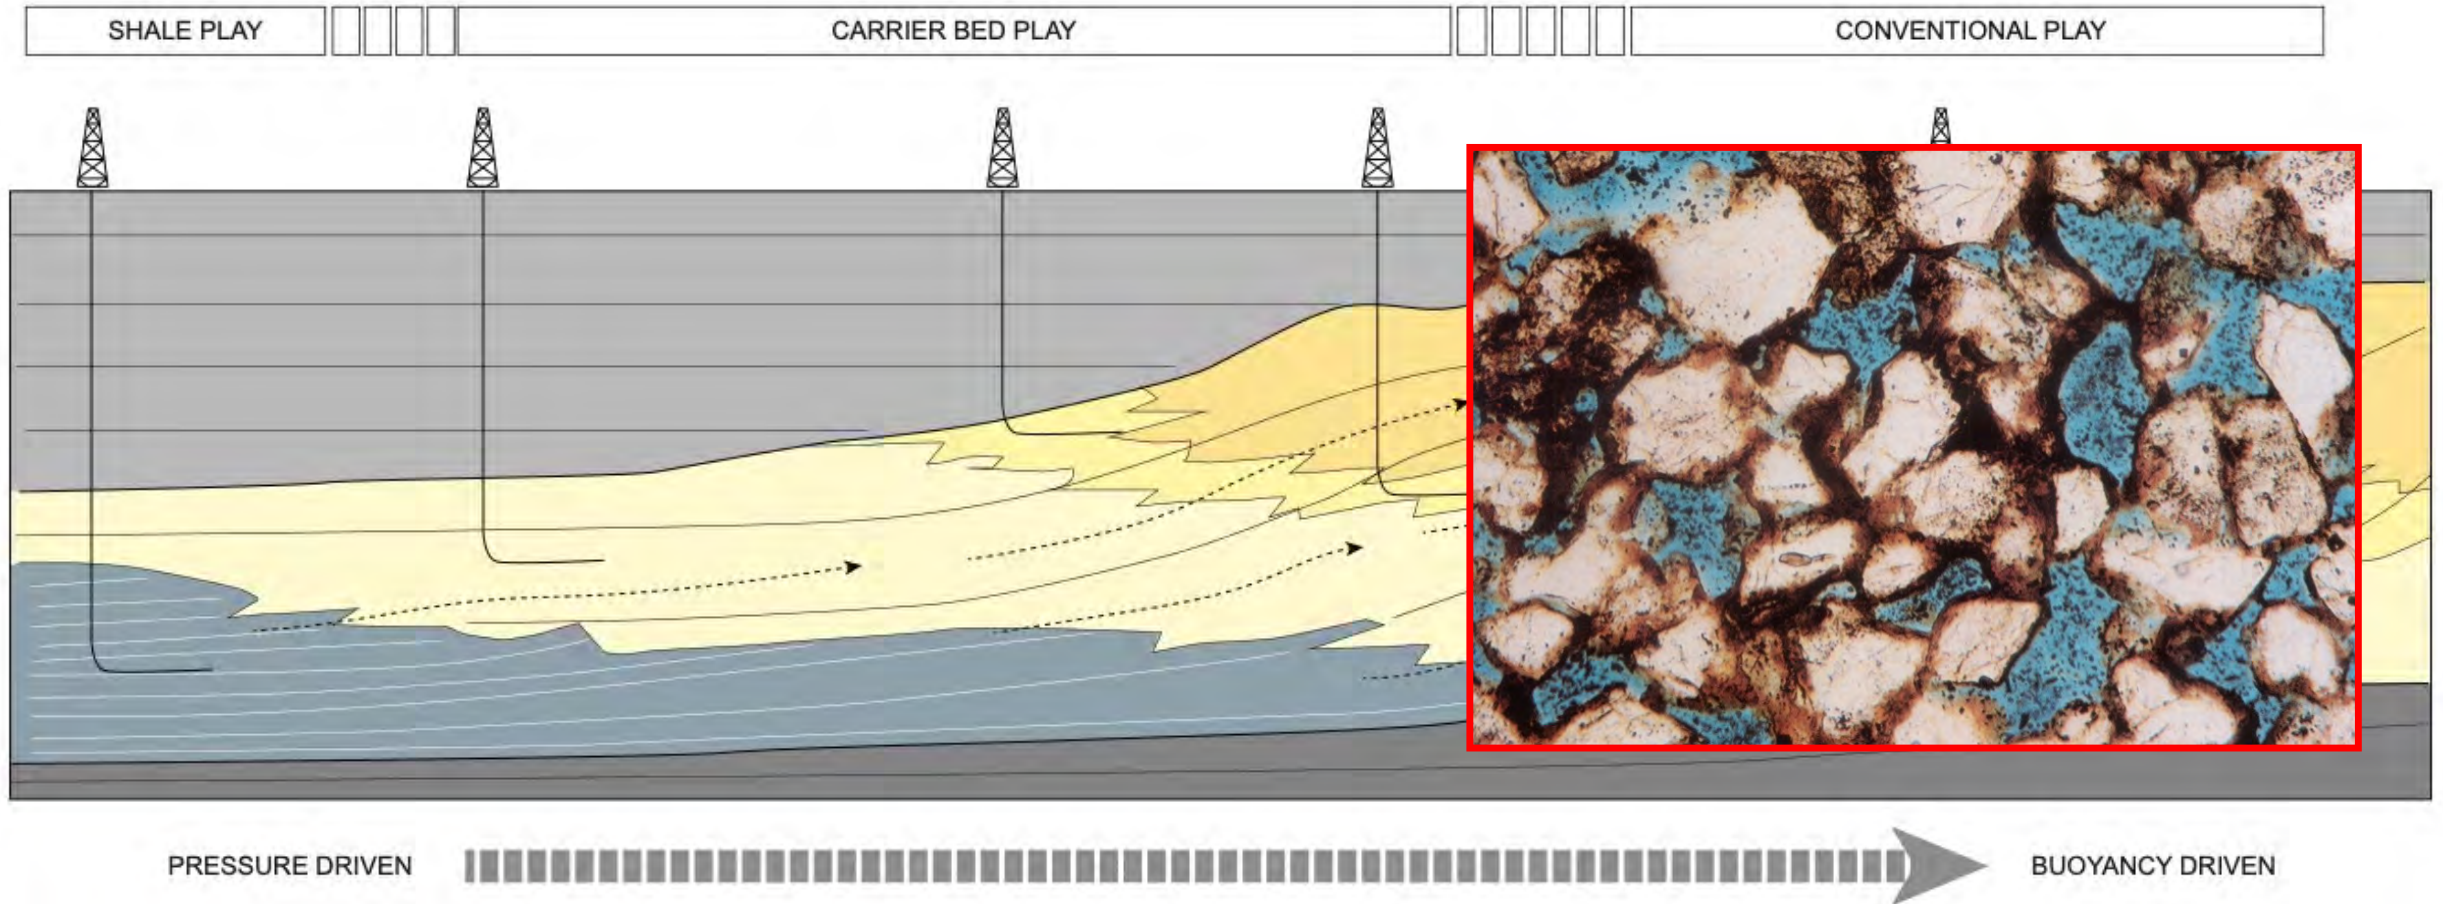 SHALE PLAY
CARRIER BED PLAY
CONVENTIONAL PLAY
PRESSURE DRIVEN
BUOYANCY DRIVEN